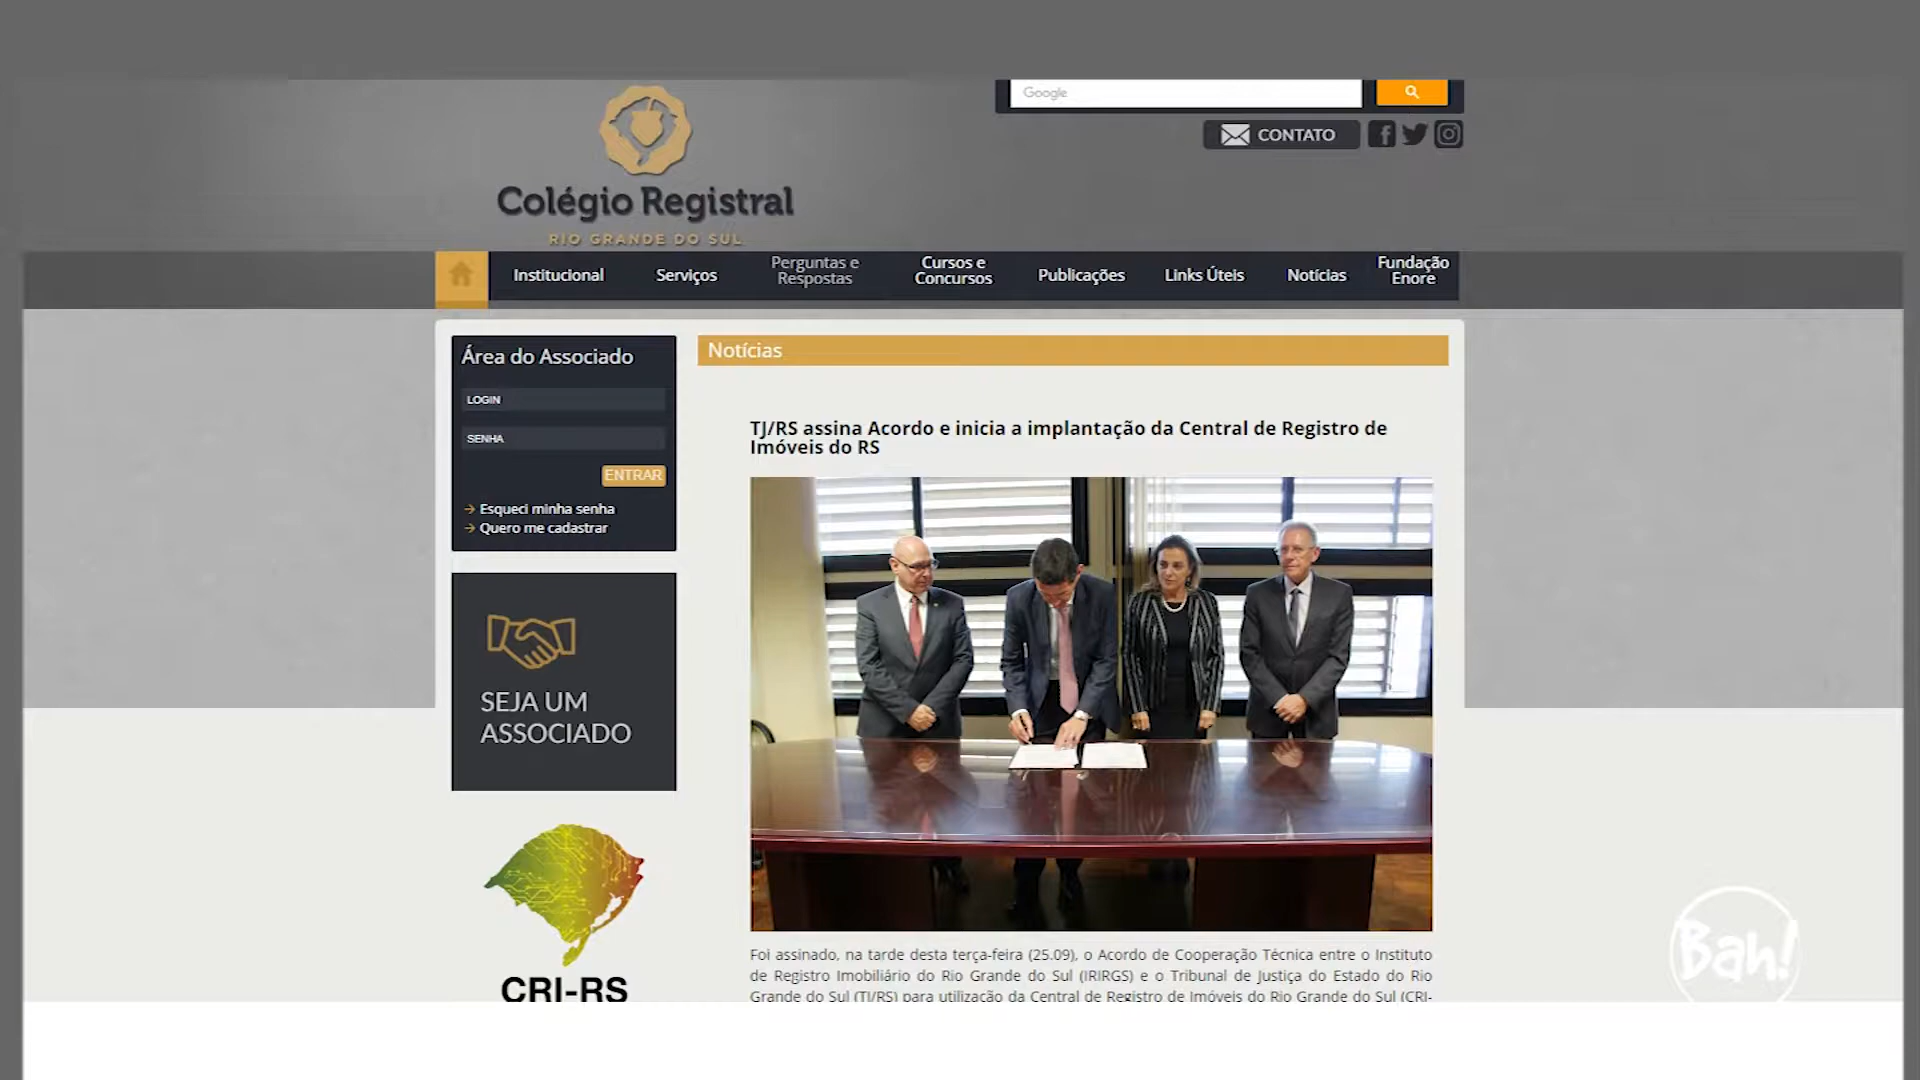 Google
CONTATO
Colégio Registral
RIO GRANDE DO SUL
Institucional
Serviços
Perguntas e
Respostas
Cursos e
Concursos
Publicações
Links Úteis
Notícias
Fundação
Enore
Área do Associado
LOGIN
SENHA
ENTRAR
Esqueci minha senha
Quero me cadastrar
SEJA UM
ASSOCIADO
CRI-RS
Notícias
TJ/RS assina Acordo e inicia a implantação da Central de Registro de
Imóveis do RS
Foi assinado, na tarde desta terça-feira (25.09), o Acordo de Cooperação Técnica entre o Instituto
de Registro Imobiliário do Rio Grande do Sul (IRIRGS) e o Tribunal de Justiça do Estado do Rio
Grande do Sul (TJ/RS) para utilização da Central de Registro de Imóveis do Rio Grande do Sul (CRI-
Bah!